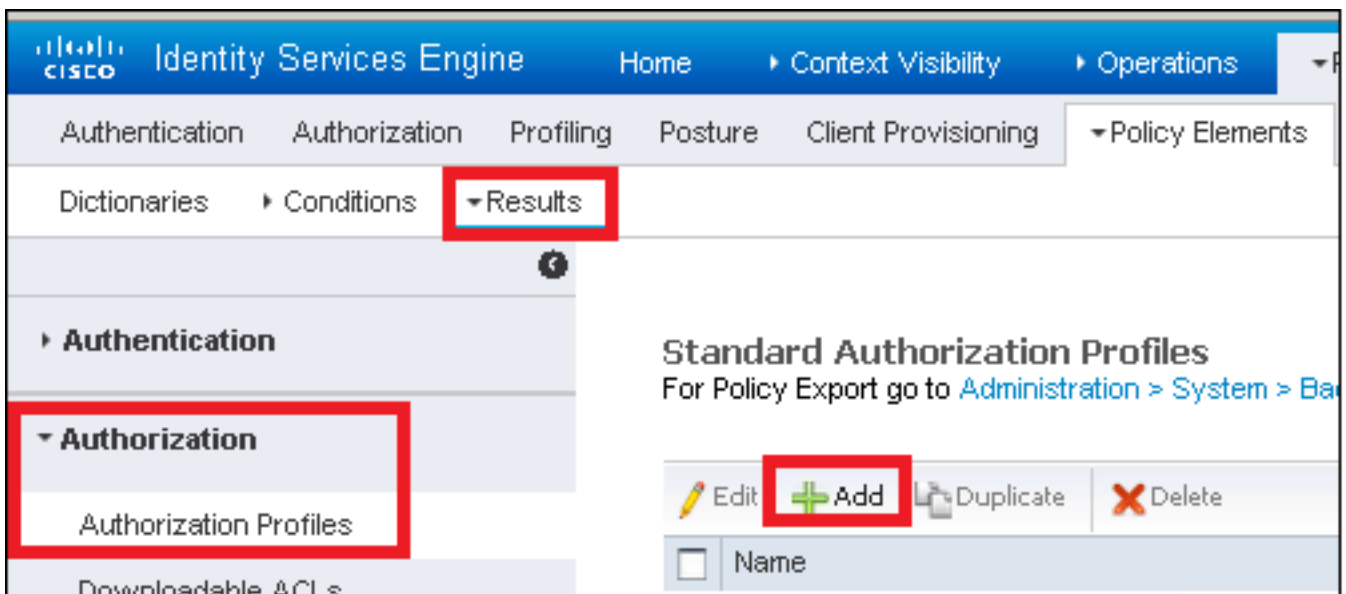 CISCO Identity Services Engine Home Context Visibility Operations
Authentication Authorization Profiling Posture Client Provisioning Policy Elements
Dictionaries Conditions Results
Authentication
Standard Authorization Profiles
For Policy Export go to Administration > System >
Authorization
Edit Add Duplicate Delete
Authorization Profiles
Name
Downloadable ACLs